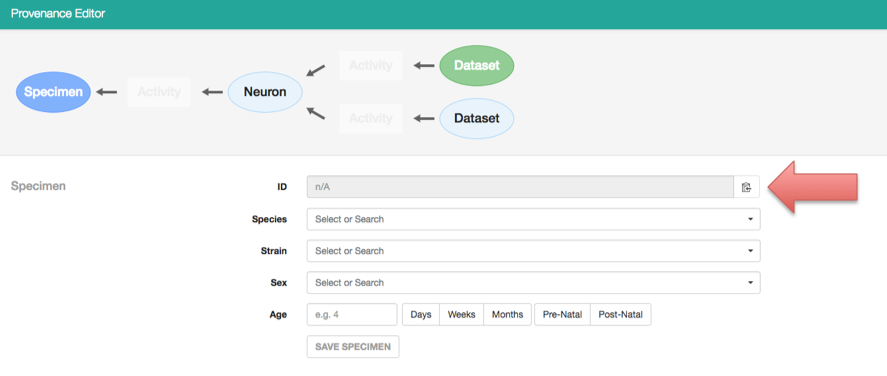 Provenance Editor
Activity
Dataset
Specimen
Activity
Neuron
Activity
Dataset
Specimen
ID
n/A
Species
Select or Search
Strain
Select or Search
Sex
Select or Search
Age
e.g. 4
Days
Weeks
Months
Pre-Natal
Post-Natal
SAVE SPECIMEN